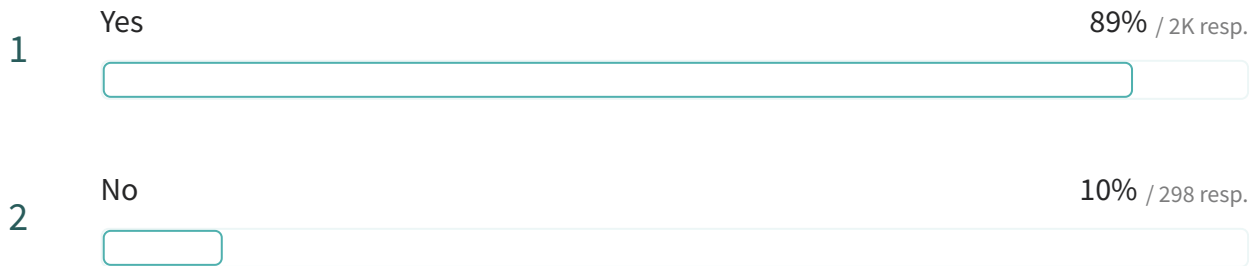 1
Yes
89% / 2K resp.
2
No
10% / 298 resp.